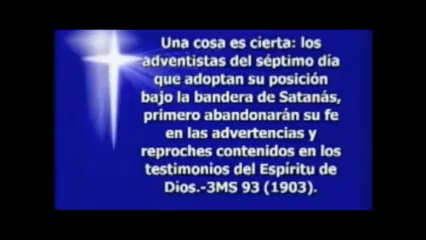 Una cosa es cierta: los
adventistas del séptimo día
que adoptan su posición
bajo la bandera de Satanás,
primero abandonarán su fe
en las advertencias y
reproches contenidos en los
testimonios del Espíritu de
Dios.-3MS 93 (1903).